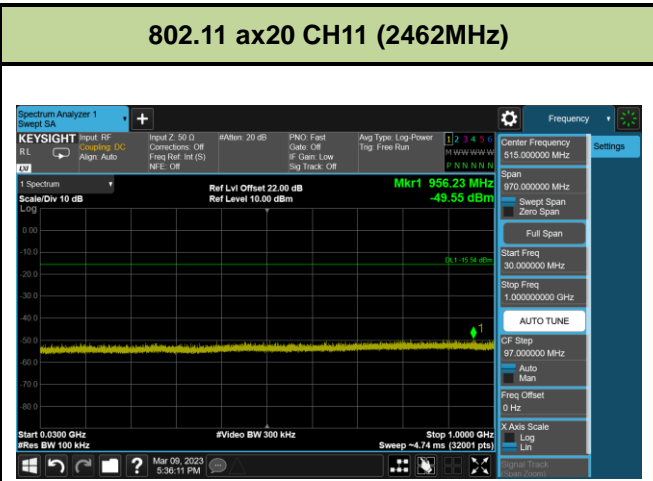 802.11 ax20 CH11 (2462MHz)
Spectrum Analyzer 1
Swept SA
+
Frequency
KEYSIGHT
RL
Input: RF
Coupling: DC
Align: Auto
Input Z: 50 Ω
Corrections: Off
Freq Ref: Int (S)
NFE: Off
#Atten: 20 dB
PNO: Fast
Gate: Off
IF Gain: Low
Sig Track: Off
Avg Type: Log-Power
Trig: Free Run
1 2 3 4 5 6
M W W W W W
P N N N N N
Center Frequency
515.000000 MHz
Settings
1 Spectrum
Scale/Div 10 dB
Log
Ref Lvl Offset 22.00 dB
Ref Level 10.00 dBm
Mkr1 956.23 MHz
-49.55 dBm
Span
970.000000 MHz
Swept Span
Zero Span
Full Span
Start Freq
30.000000 MHz
Stop Freq
1.000000000 GHz
AUTO TUNE
CF Step
97.000000 MHz
Auto
Man
Freq Offset
0 Hz
X Axis Scale
Log
Lin
Signal Track
(Span Zoom)
0.00
-10.0
DL1 -15.54 dBm
-20.0
-30.0
-40.0
1
-50.0
-60.0
-70.0
-80.0
Start 0.0300 GHz
#Res BW 100 kHz
#Video BW 300 kHz
Stop 1.0000 GHz
Sweep ~4.74 ms (32001 pts)
?
Mar 09, 2023
5:36:11 PM